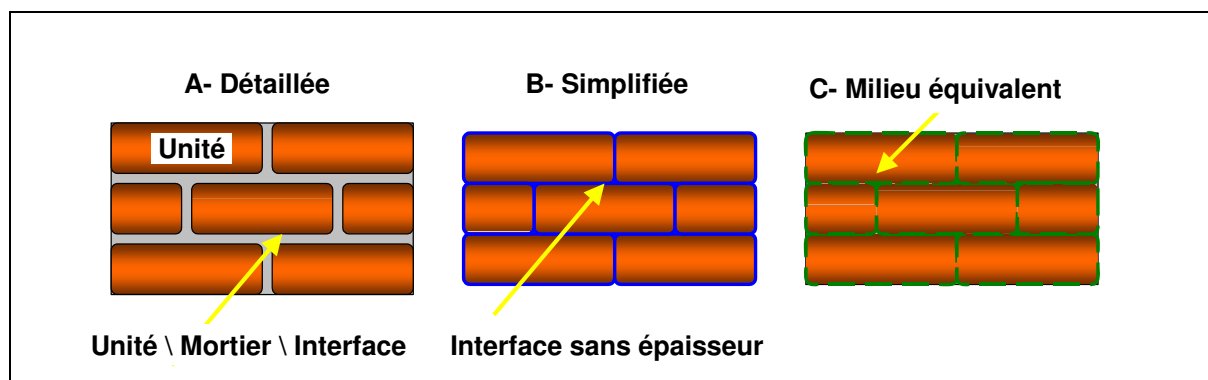 A- Détaillée
B- Simplifiée
C- Milieu équivalent
Unité
Unité \ Mortier \ Interface
Interface sans épaisseur